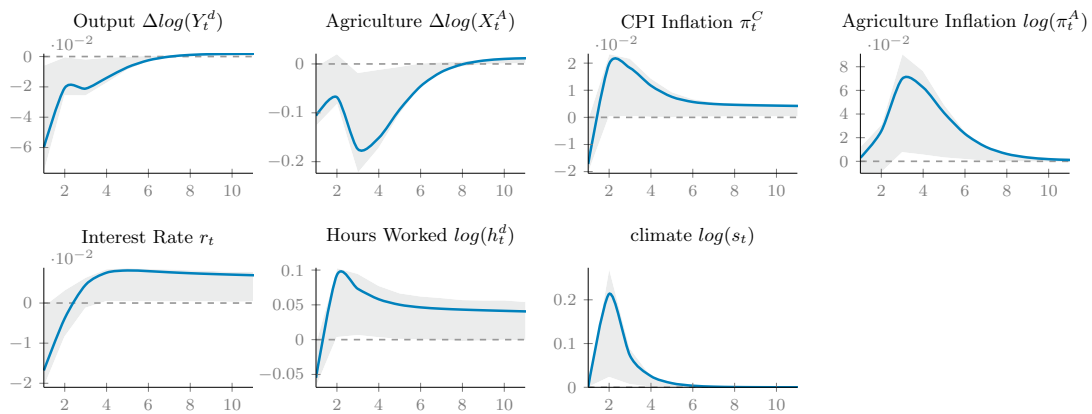 Output Δlog(Y_t^d)
Agriculture Δlog(X_t^A)
CPI Inflation π_t^C
Agriculture Inflation log(π_t^A)
·10⁻²
0
−2
−4
−6
2 4 6 8 10
0
−0.1
−0.2
2 4 6 8 10
·10⁻²
2
1
0
−1
−2
2 4 6 8 10
·10⁻²
8
6
4
2
0
2 4 6 8 10
Interest Rate r_t
Hours Worked log(h_t^d)
climate log(s_t)
·10⁻²
0
−1
−2
2 4 6 8 10
0.1
0.05
0
−0.05
2 4 6 8 10
0.2
0.1
0
2 4 6 8 10